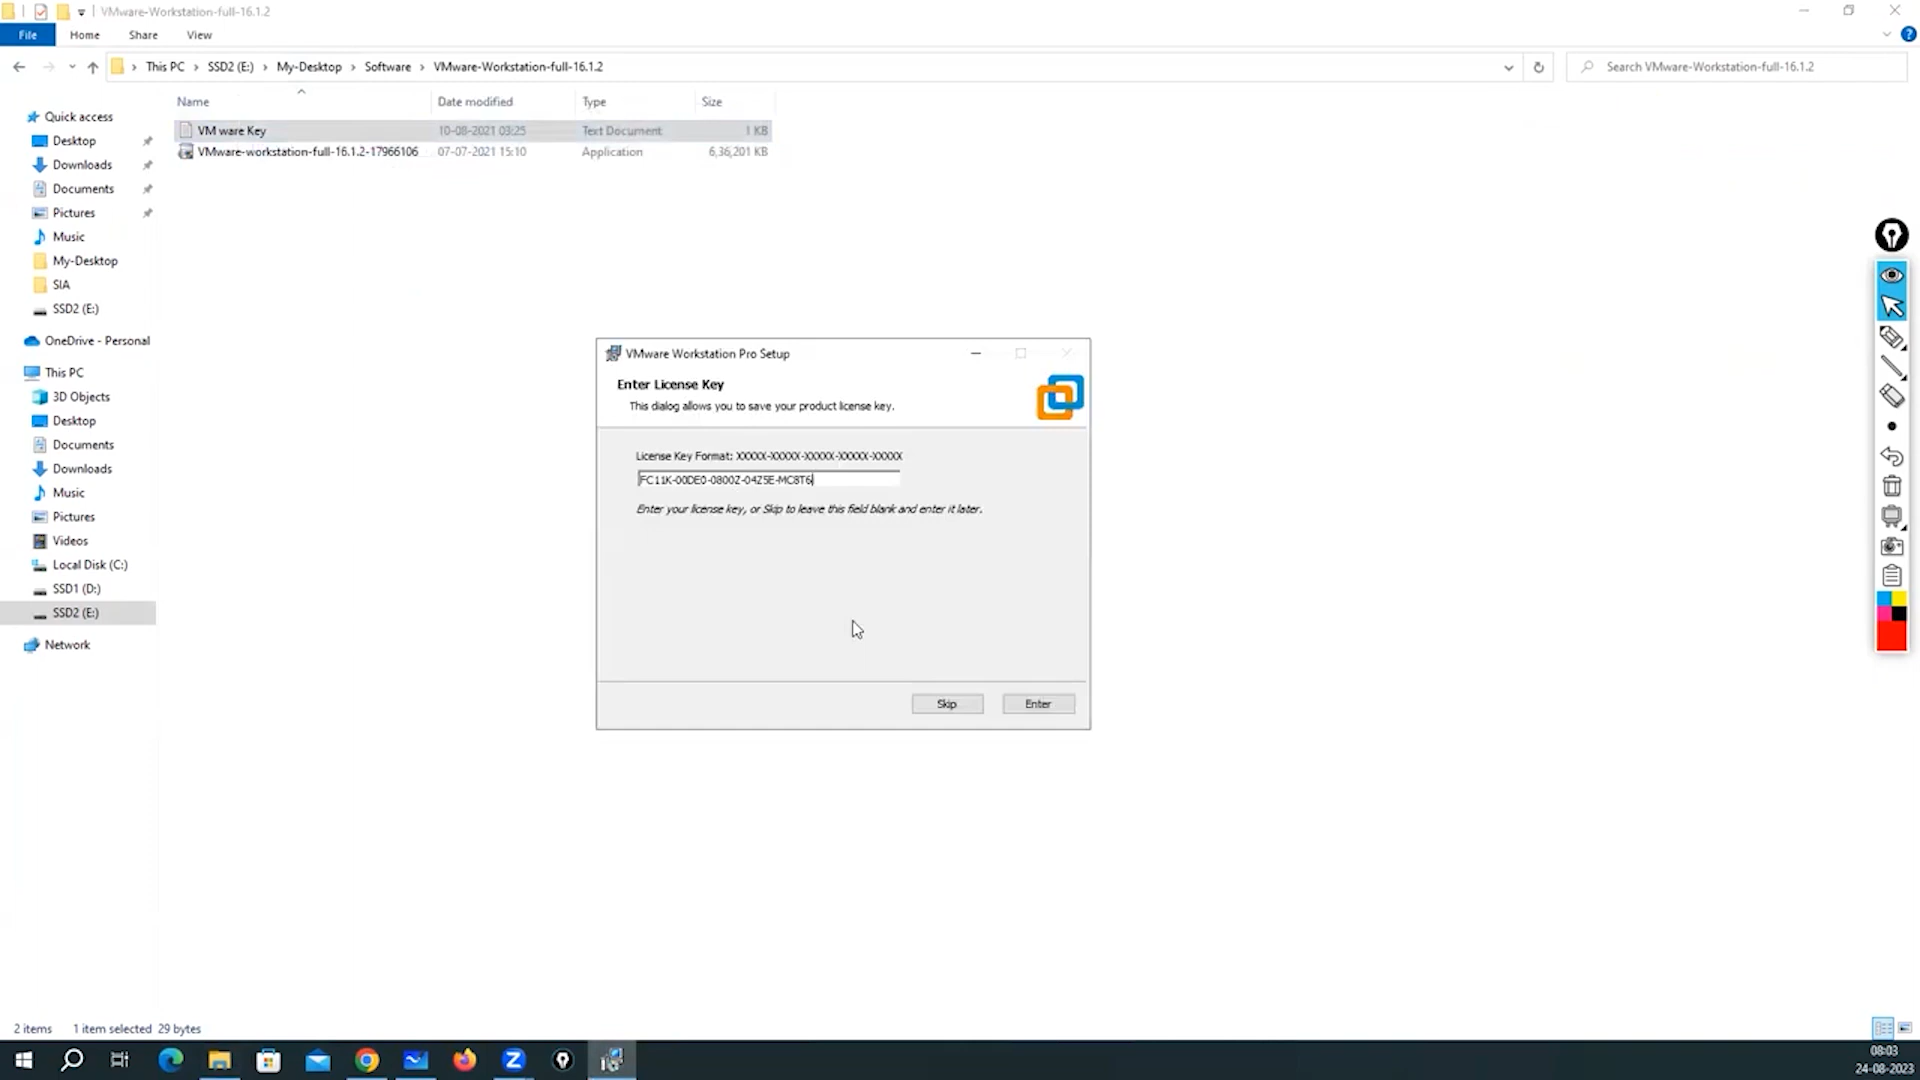 VMware-Workstation-full-16.1.2
File Home Share View
This PC SSD2 (E:) My-Desktop Software VMware-Workstation-full-16.1.2
Search VMware-Workstation-full-16.1.2
Name Date modified Type Size
VM ware Key 10-08-2021 03:25 Text Document 1 KB
VMware-workstation-full-16.1.2-17966106 07-07-2021 15:10 Application 6,36,201 KB
Quick access
Desktop
Downloads
Documents
Pictures
Music
My-Desktop
SIA
SSD2 (E:)
OneDrive - Personal
This PC
3D Objects
Desktop
Documents
Downloads
Music
Pictures
Videos
Local Disk (C:)
SSD1 (D:)
SSD2 (E:)
Network
VMware Workstation Pro Setup
Enter License Key
This dialog allows you to save your product license key.
License Key Format: XXXXX-XXXXX-XXXXX-XXXXX-XXXXX
FC11K-00DE0-0800Z-04Z5E-MC8T6
Enter your license key, or Skip to leave this field blank and enter it later.
Skip Enter
2 items 1 item selected 29 bytes
08:03
24-08-2023